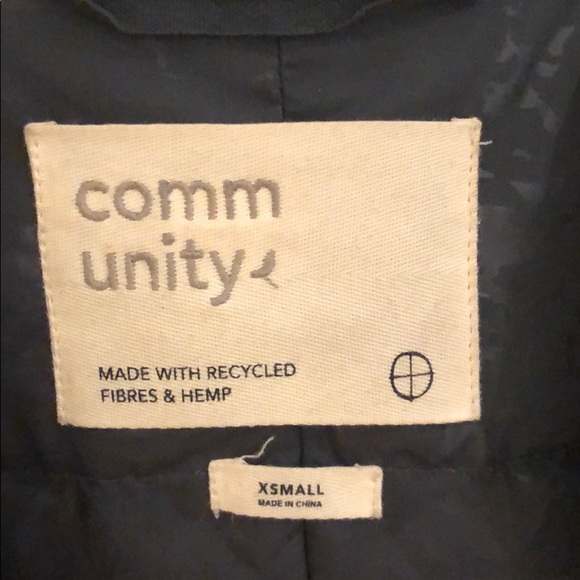 comm
unity
MADE WITH RECYCLED
FIBRES & HEMP
XSMALL
MADE IN CHINA